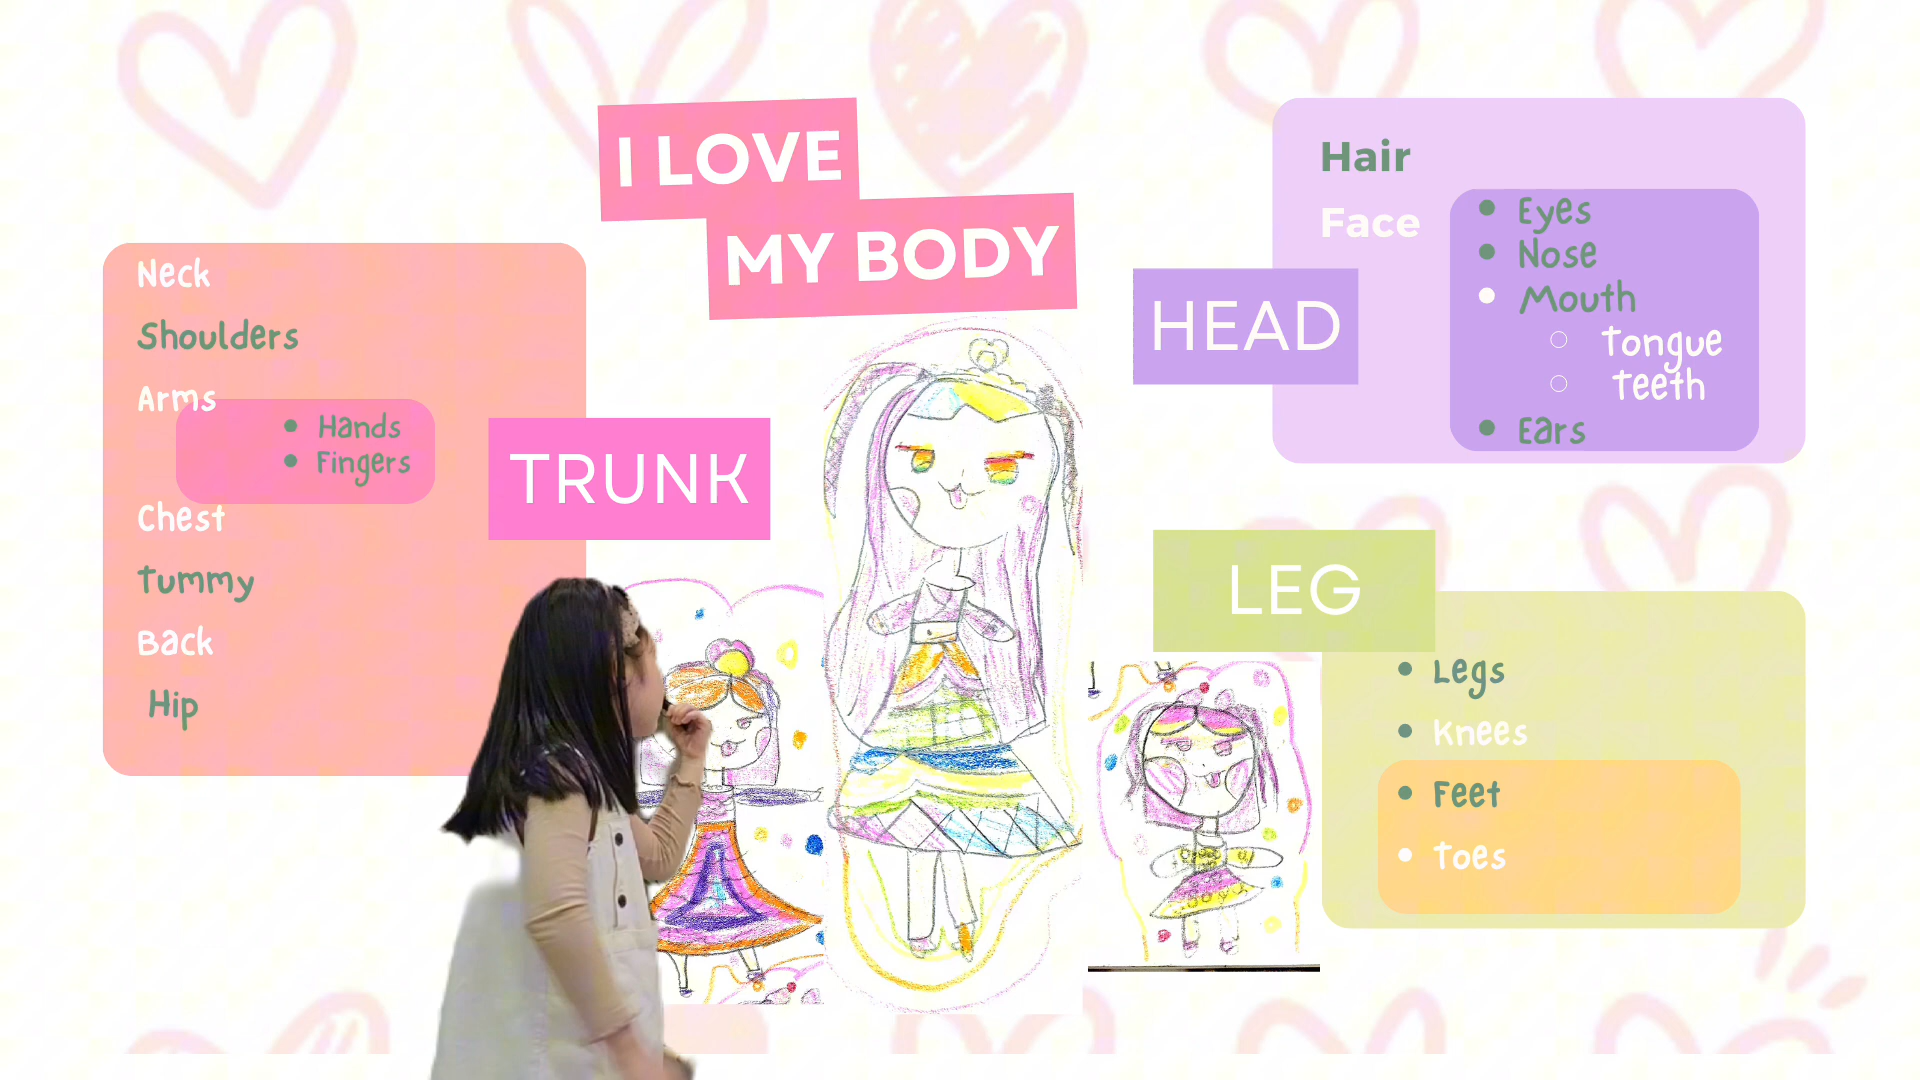 I LOVE
MY BODY
Neck
Shoulders
Arms
Hands
Fingers
Chest
Tummy
Back
Hip
TRUNK
HEAD
Hair
Face
Eyes
Nose
Mouth
Tongue
Teeth
Ears
LEG
Legs
Knees
Feet
Toes